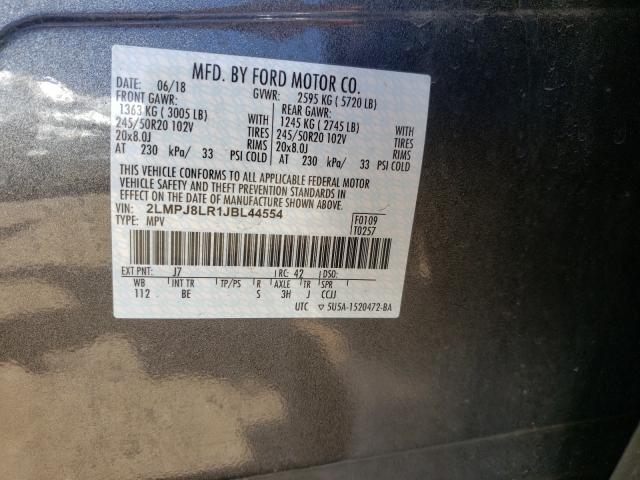 MFD. BY FORD MOTOR CO.
DATE: 06/18 GVWR: 2595 KG ( 5720 LB)
FRONT GAWR: REAR GAWR:
1363 KG ( 3005 LB) WITH 1245 KG ( 2745 LB) WITH
245/50R20 102V TIRES 245/50R20 102V TIRES
20x8.0J RIMS 20x8.0J RIMS
AT 230 kPa/ 33 PSI COLD AT 230 kPa/ 33 PSI COLD
THIS VEHICLE CONFORMS TO ALL APPLICABLE FEDERAL MOTOR
VEHICLE SAFETY AND THEFT PREVENTION STANDARDS IN
EFFECT ON THE DATE OF MANUFACTURE SHOWN ABOVE.
VIN: 2LMPJ8LR1JBL44554 F0109
TYPE: MPV T0257
EXT PNT: J7 RC: 42 DSO:
WB INT TR TP/PS R AXLE TR SPR
112 BE S 3H J CCJJ
UTC ▽ 5U5A-1520472-BA